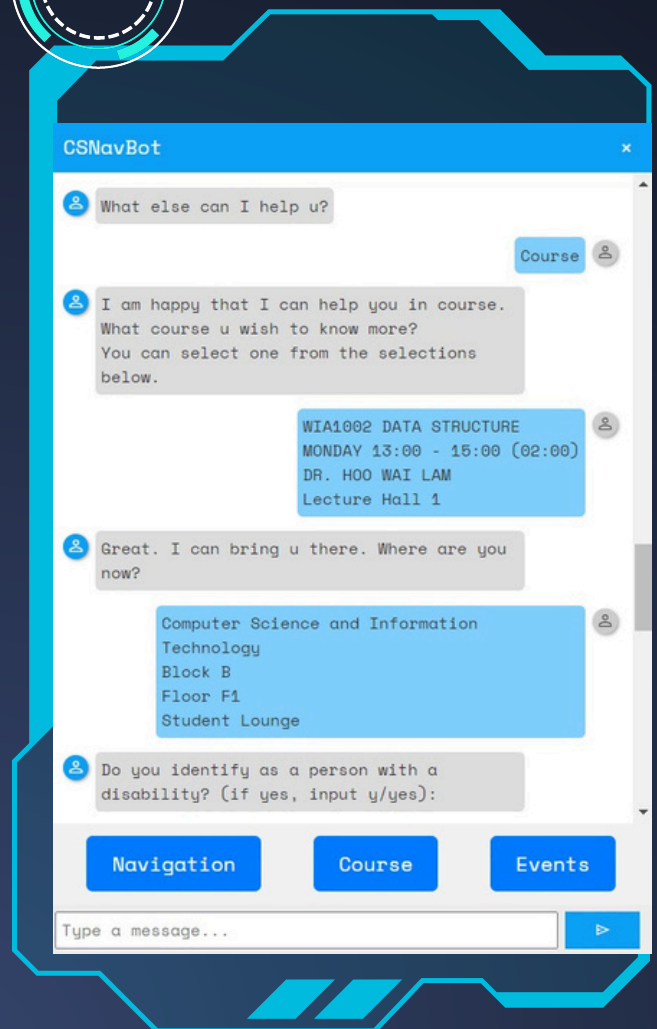 CSNavBot ×
What else can I help u?
Course
I am happy that I can help you in course.
What course u wish to know more?
You can select one from the selections
below.
WIA1002 DATA STRUCTURE
MONDAY 13:00 - 15:00 (02:00)
DR. HOO WAI LAM
Lecture Hall 1
Great. I can bring u there. Where are you
now?
Computer Science and Information
Technology
Block B
Floor F1
Student Lounge
Do you identify as a person with a
disability? (if yes, input y/yes):
Navigation Course Events
Type a message...